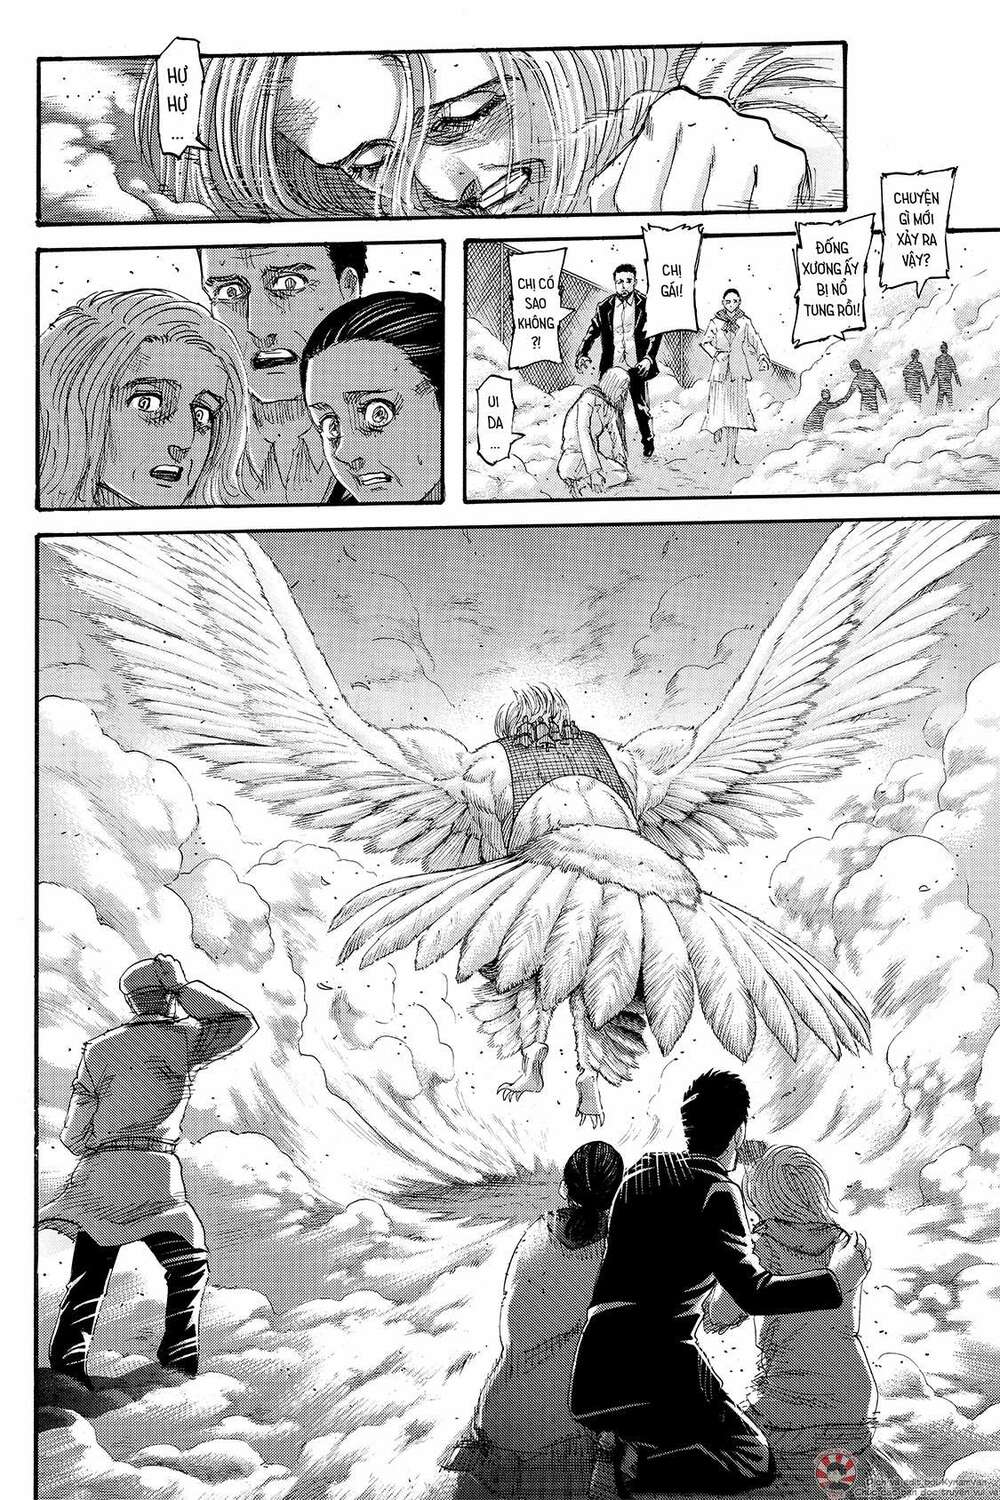 HỰ
HỰ
...
CHUYỆN
GÌ MỚI
XẢY RA
VẬY?
ĐỐNG
XƯƠNG ẤY
BỊ NỔ
TUNG RỒI!
CHỊ
GÁI!
CHỊ CÓ
SAO
KHÔNG
?!
UI
DA
...